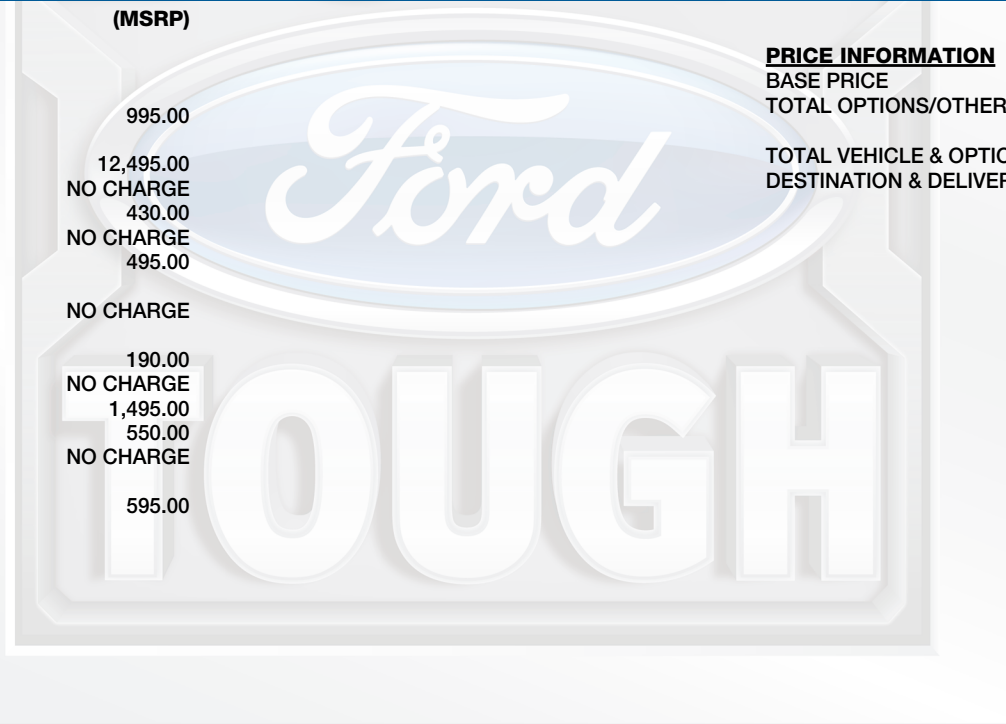 (MSRP)
995.00
12,495.00
NO CHARGE
430.00
NO CHARGE
495.00
NO CHARGE
190.00
NO CHARGE
1,495.00
550.00
NO CHARGE
595.00
PRICE INFORMATION
BASE PRICE
TOTAL OPTIONS/OTHER
TOTAL VEHICLE &
DESTINATION &
Ford
TOUGH